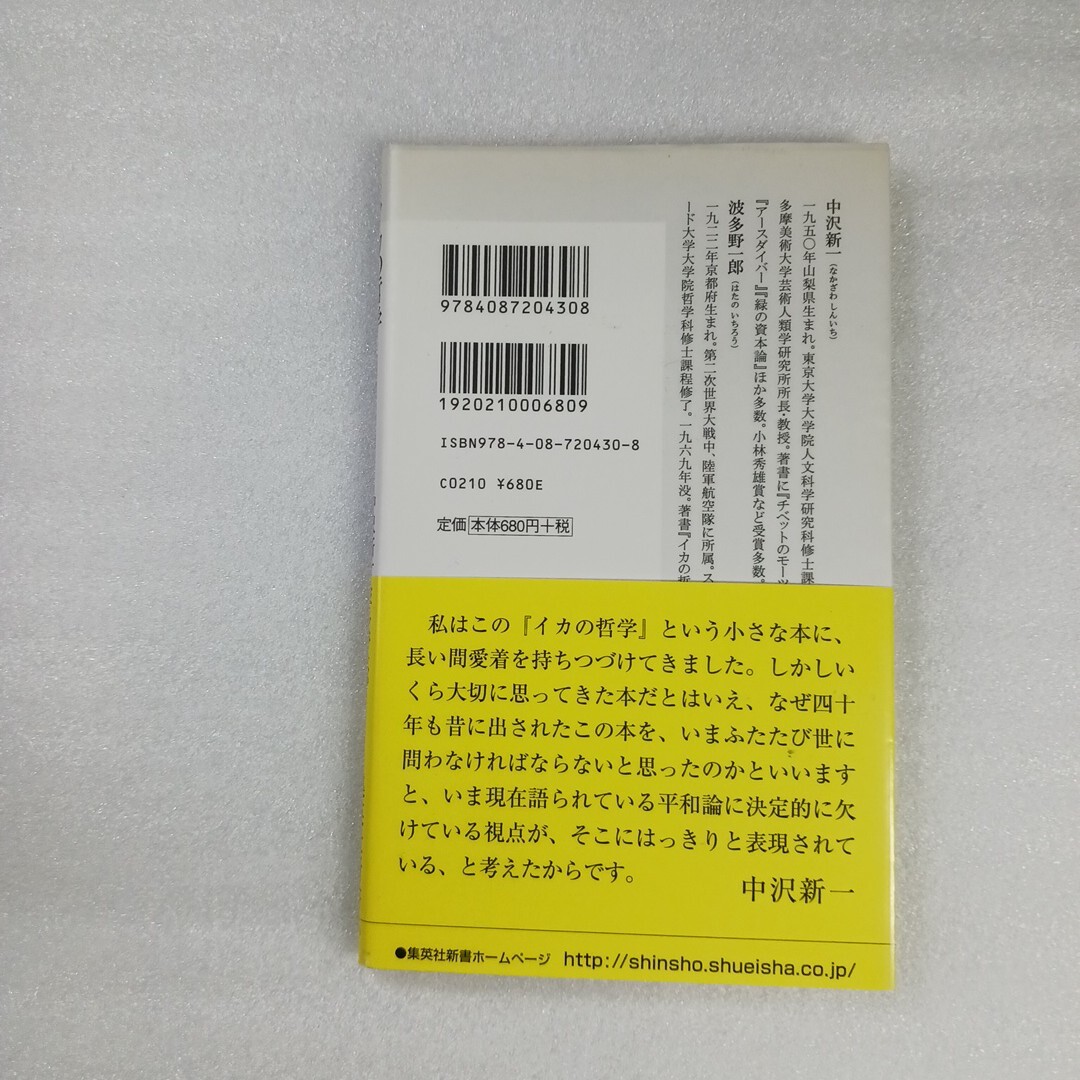 中沢新一(なかざわ しんいち)
一九五〇年山梨県生まれ。東京大学大学院人文科学研究科修士課
多摩美術大学芸術人類学研究所所長・教授。著書に『チベットのモーツ
『アースダイバー』『緑の資本論』ほか多数。小林秀雄賞など受賞多数。
波多野一郎(はたの いちろう)
一九二二年京都府生まれ。第二次世界大戦中、陸軍航空隊に所属。ス
ード大学大学院哲学科修士課程修了。一九六九年没。著書『イカの哲
9784087204308
1920210006809
ISBN978-4-08-720430-8
C0210 ¥680E
定価 本体680円+税
私はこの『イカの哲学』という小さな本に、
長い間愛着を持ちつづけてきました。しかしい
くら大切に思ってきた本だとはいえ、なぜ四十
年も昔に出されたこの本を、いまふたたび世に
問わなければならないと思ったのかといいます
と、いま現在語られている平和論に決定的に欠
けている視点が、そこにはっきりと表現されて
いる、と考えたからです。
中沢新一
●集英社新書ホームページ http://shinsho.shueisha.co.jp/